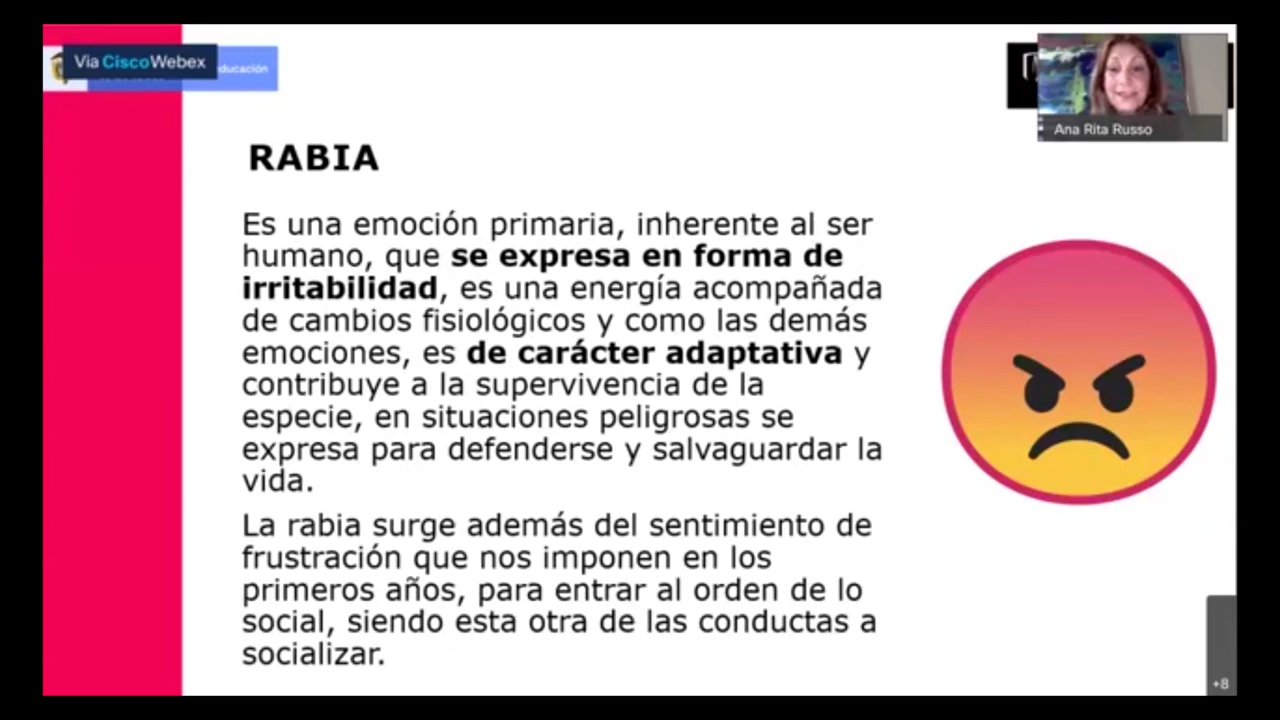 Via CiscoWebex
ducación
Ana Rita Russo
RABIA
Es una emoción primaria, inherente al ser
humano, que se expresa en forma de
irritabilidad, es una energía acompañada
de cambios fisiológicos y como las demás
emociones, es de carácter adaptativa y
contribuye a la supervivencia de la
especie, en situaciones peligrosas se
expresa para defenderse y salvaguardar la
vida.
La rabia surge además del sentimiento de
frustración que nos imponen en los
primeros años, para entrar al orden de lo
social, siendo esta otra de las conductas a
socializar.
+8